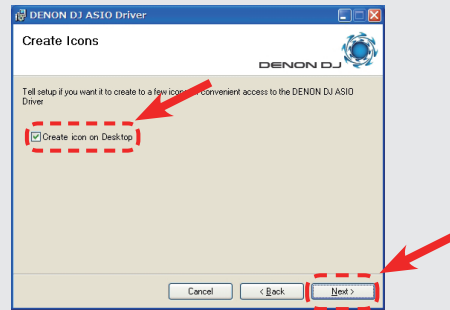 DENON DJ ASIO Driver
Create Icons
DENON DJ
Tell setup if you want it to create to a few icons convenient access to the DENON DJ ASIO
Driver
Create icon on Desktop
Cancel
< Back
Next >